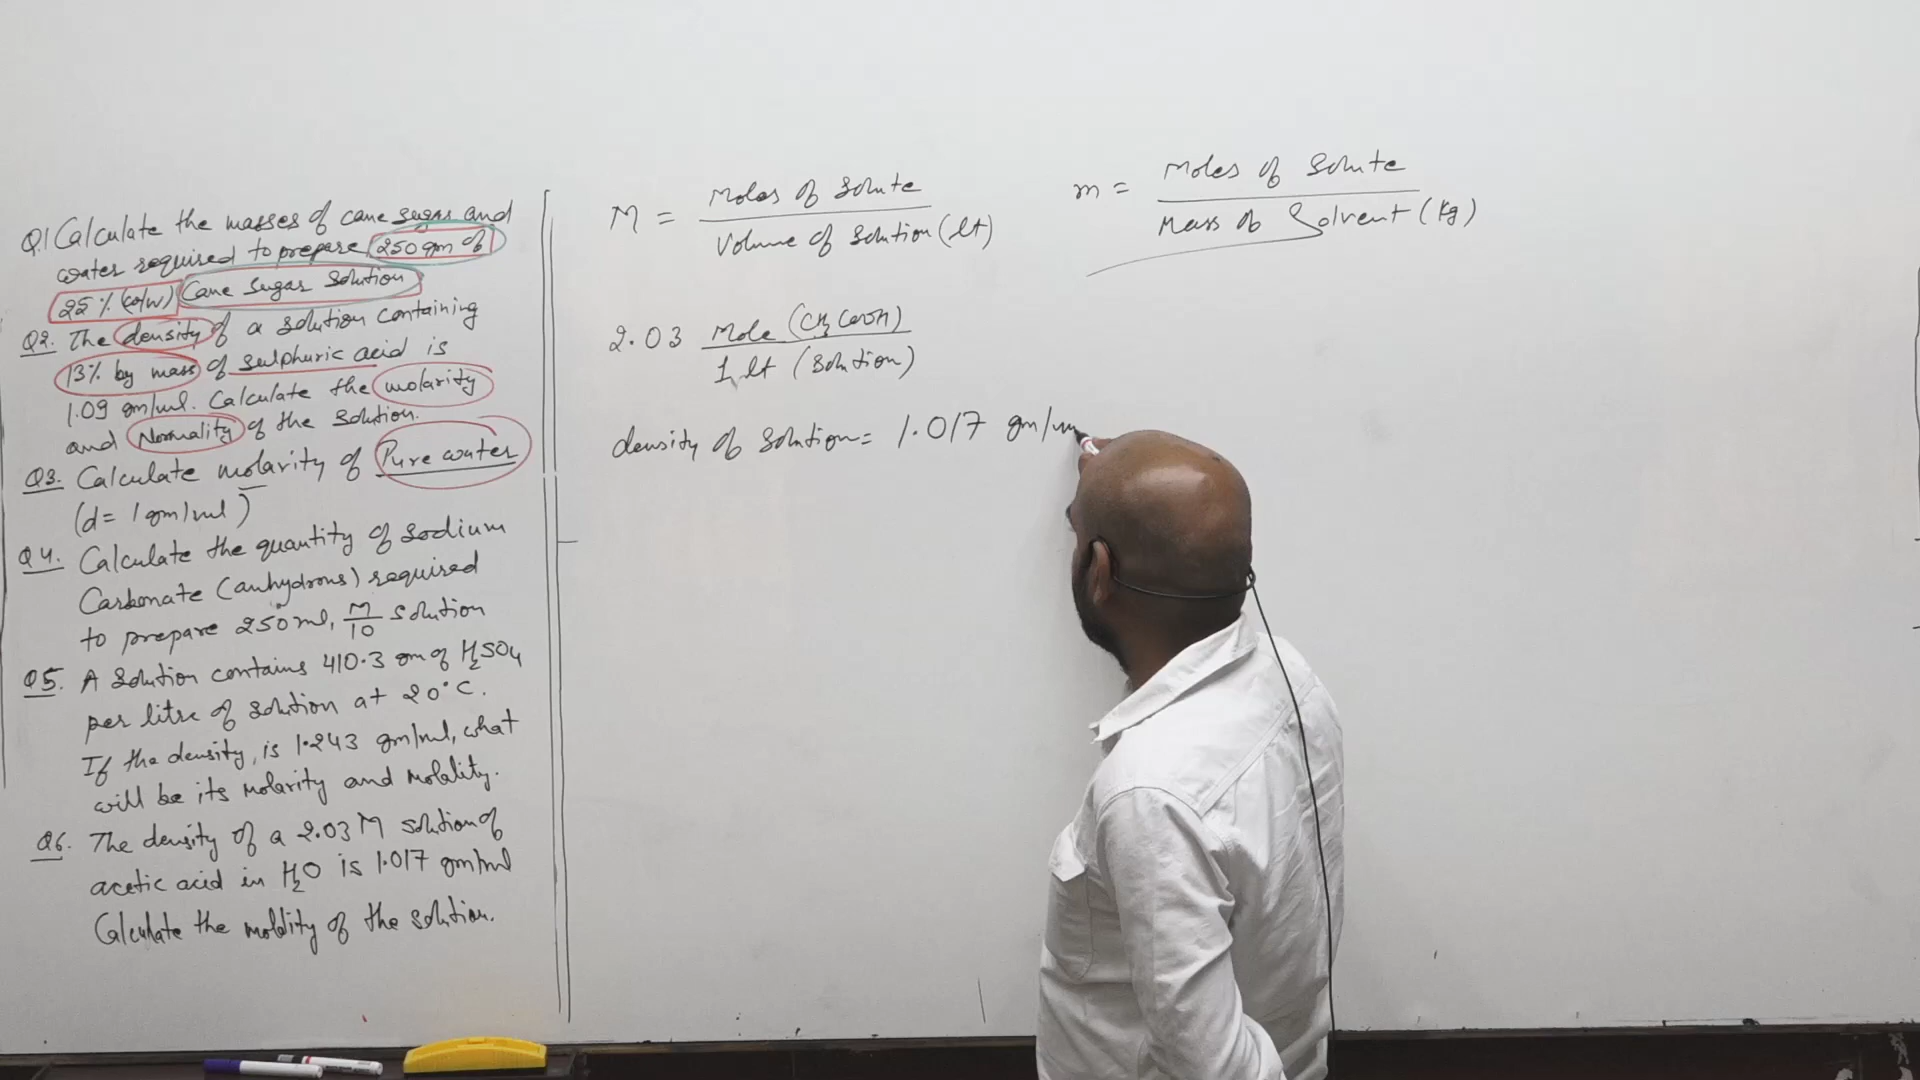 Q.1 Calculate the masses of cane sugar and
water required to prepare 250 gm of
25% (w/w) Cane Sugar Solution
Q2. The density of a solution containing
13% by mass of sulphuric acid is
1.09 gm/ml. Calculate the molarity
and Normality of the solution.
Q3. Calculate molarity of Pure water
(d= 1 gm/ml)
Q4. Calculate the quantity of sodium
Carbonate (anhydrous) required
to prepare 250 ml, M/10 solution
Q5. A solution contains 410.3 gm of H2SO4
per litre of solution at 20°C.
If the density, is 1.243 gm/ml, what
will be its molarity and molality.
Q6. The density of a 2.03 M solution of
acetic acid in H2O is 1.017 gm/ml
Calculate the molality of the solution.
M = Moles of Solute
Volume of Solution (lt)
m = Moles of Solute
Mass of Solvent (Kg)
2.03 Mole (CH3COOH)
1 lt (Solution)
density of Solution = 1.017 gm/m